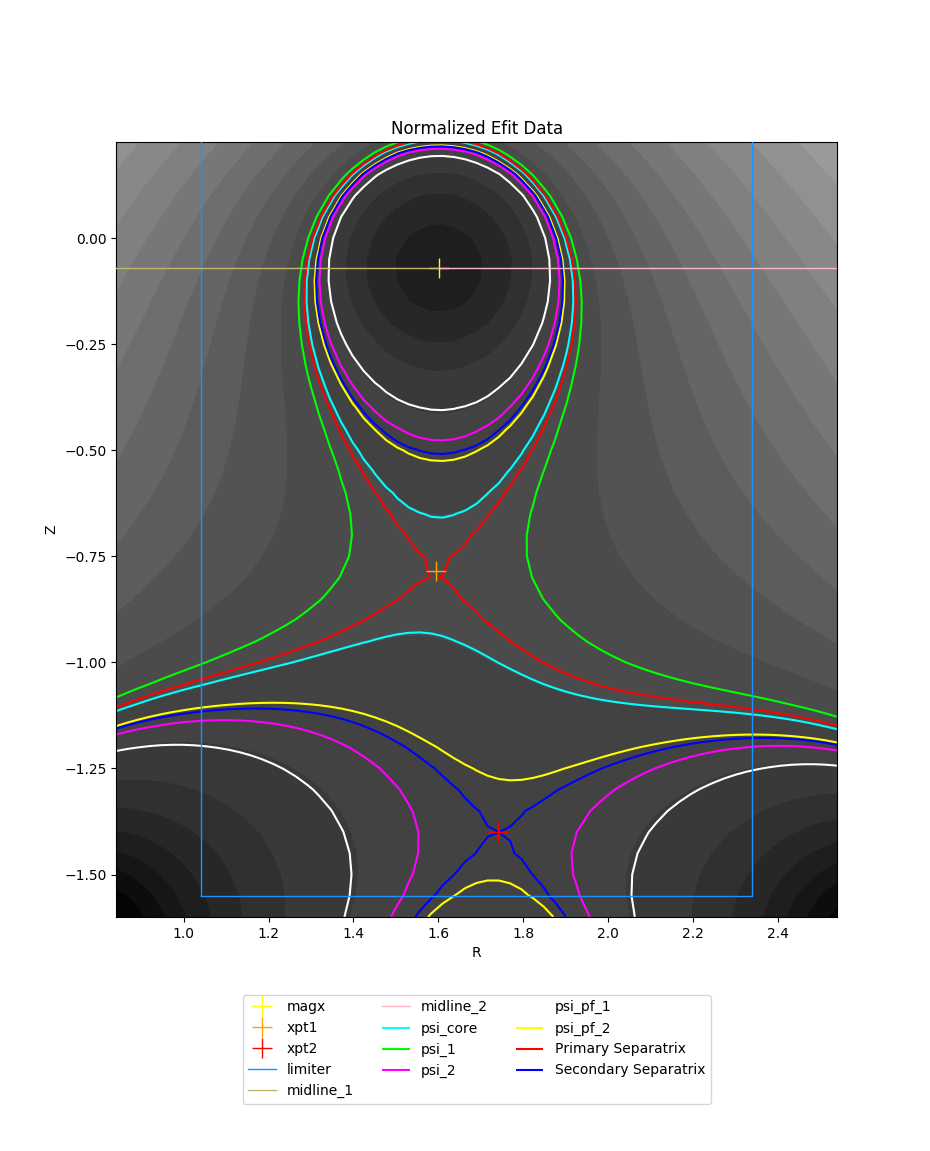 Normalized Efit Data
0.00
−0.25
−0.50
−0.75
−1.00
−1.25
−1.50
Z
1.0 1.2 1.4 1.6 1.8 2.0 2.2 2.4
R
magx
xpt1
xpt2
limiter
midline_1
midline_2
psi_core
psi_1
psi_2
psi_pf_1
psi_pf_2
Primary Separatrix
Secondary Separatrix